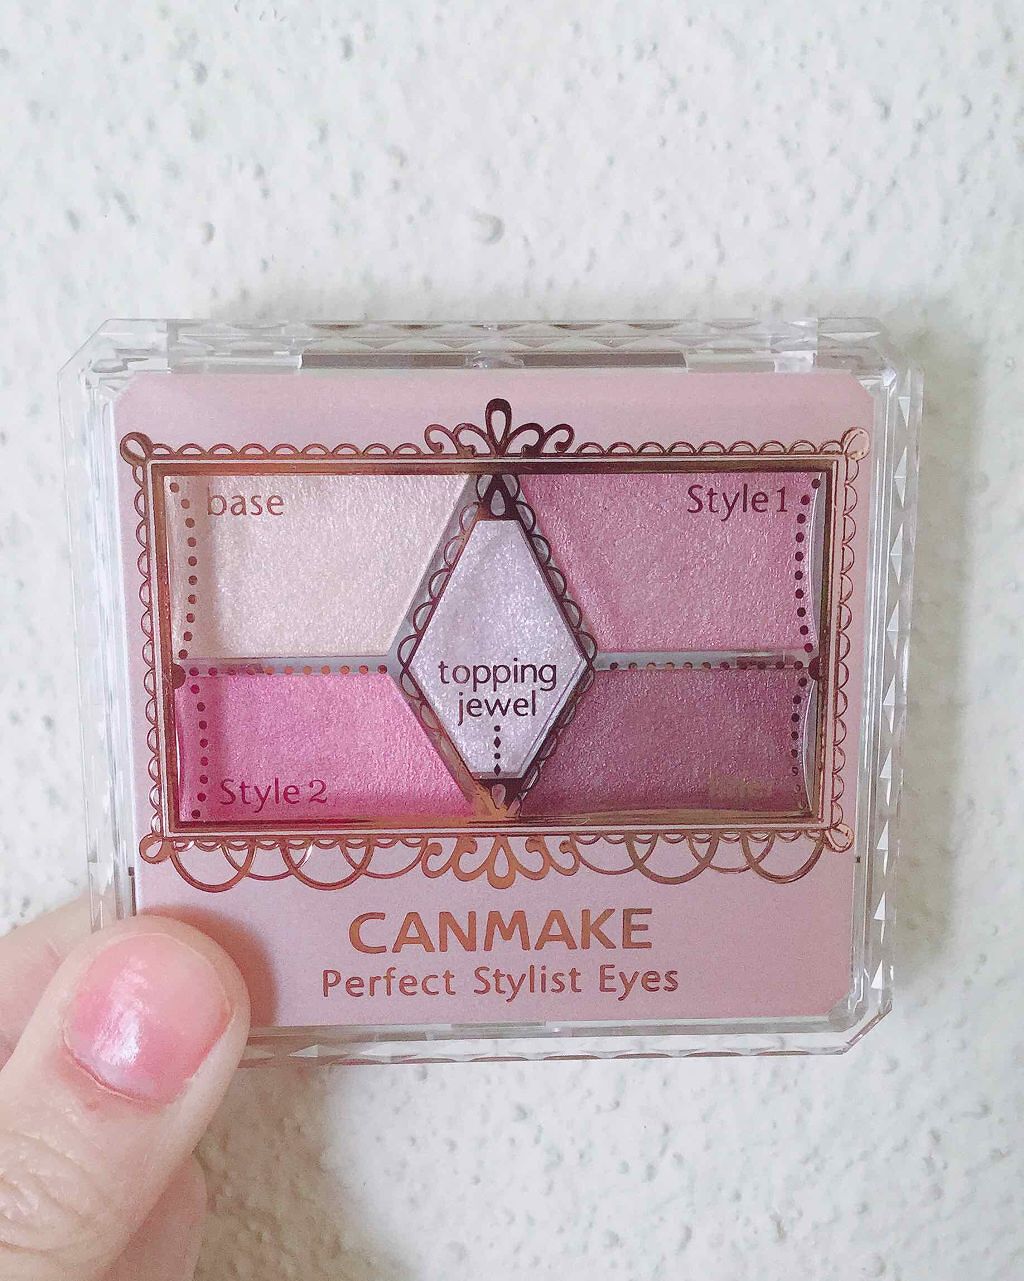 base
Style1
topping
jewel
Style2
CANMAKE
Perfect Stylist Eyes